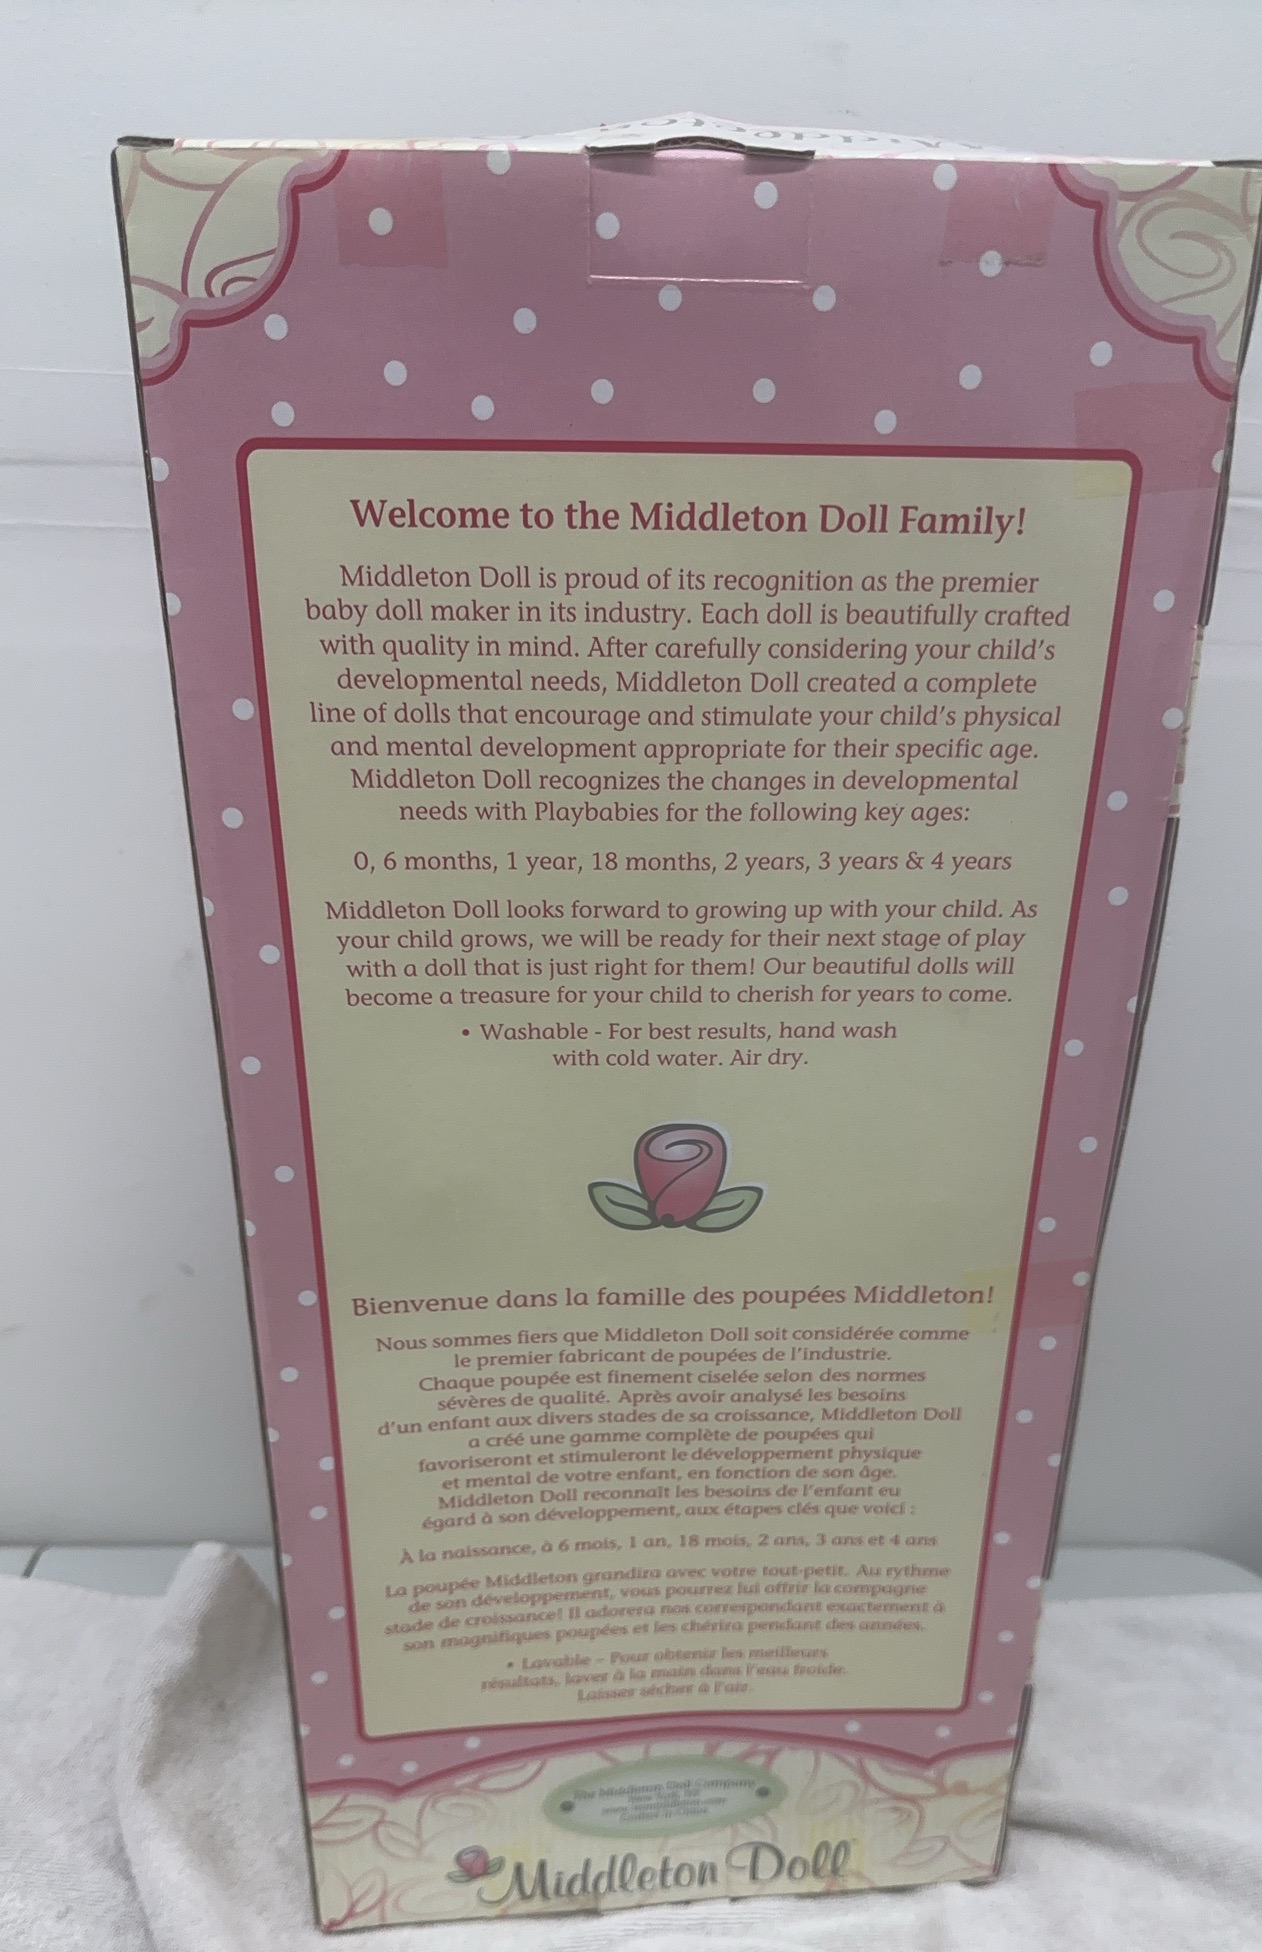 Middleton
Welcome to the Middleton Doll Family!
Middleton Doll is proud of its recognition as the premier
baby doll maker in its industry. Each doll is beautifully crafted
with quality in mind. After carefully considering your child's
developmental needs, Middleton Doll created a complete
line of dolls that encourage and stimulate your child's physical
and mental development appropriate for their specific age.
Middleton Doll recognizes the changes in developmental
needs with Playbabies for the following key ages:
0, 6 months, 1 year, 18 months, 2 years, 3 years & 4 years
Middleton Doll looks forward to growing up with your child. As
your child grows, we will be ready for their next stage of play
with a doll that is just right for them! Our beautiful dolls will
become a treasure for your child to cherish for years to come.
• Washable - For best results, hand wash
with cold water. Air dry.
Bienvenue dans la famille des poupées Middleton!
Nous sommes fiers que Middleton Doll soit considérée comme
le premier fabricant de poupées de l'industrie.
Chaque poupée est finement ciselée selon des normes
sévères de qualité. Après avoir analysé les besoins
d'un enfant aux divers stades de sa croissance, Middleton Doll
a créé une gamme complète de poupées qui
favoriseront et stimuleront le développement physique
et mental de votre enfant, en fonction de son âge.
Middleton Doll reconnaît les besoins de l'enfant eu
égard à son développement, aux étapes clés que voici :
À la naissance, à 6 mois, 1 an, 18 mois, 2 ans, 3 ans et 4 ans
La poupée Middleton grandira avec votre tout-petit. Au rythme
de son développement, vous pourrez lui offrir la compagne
stade de croissance! Il adorera nos correspondant exactement à
son magnifiques poupées et les chérira pendant des années.
• Lavable - Pour obtenir les meilleurs
résultats, laver à la main dans l'eau froide.
Laisser sécher à l'air.
The Middleton Doll Company
Middleton Doll